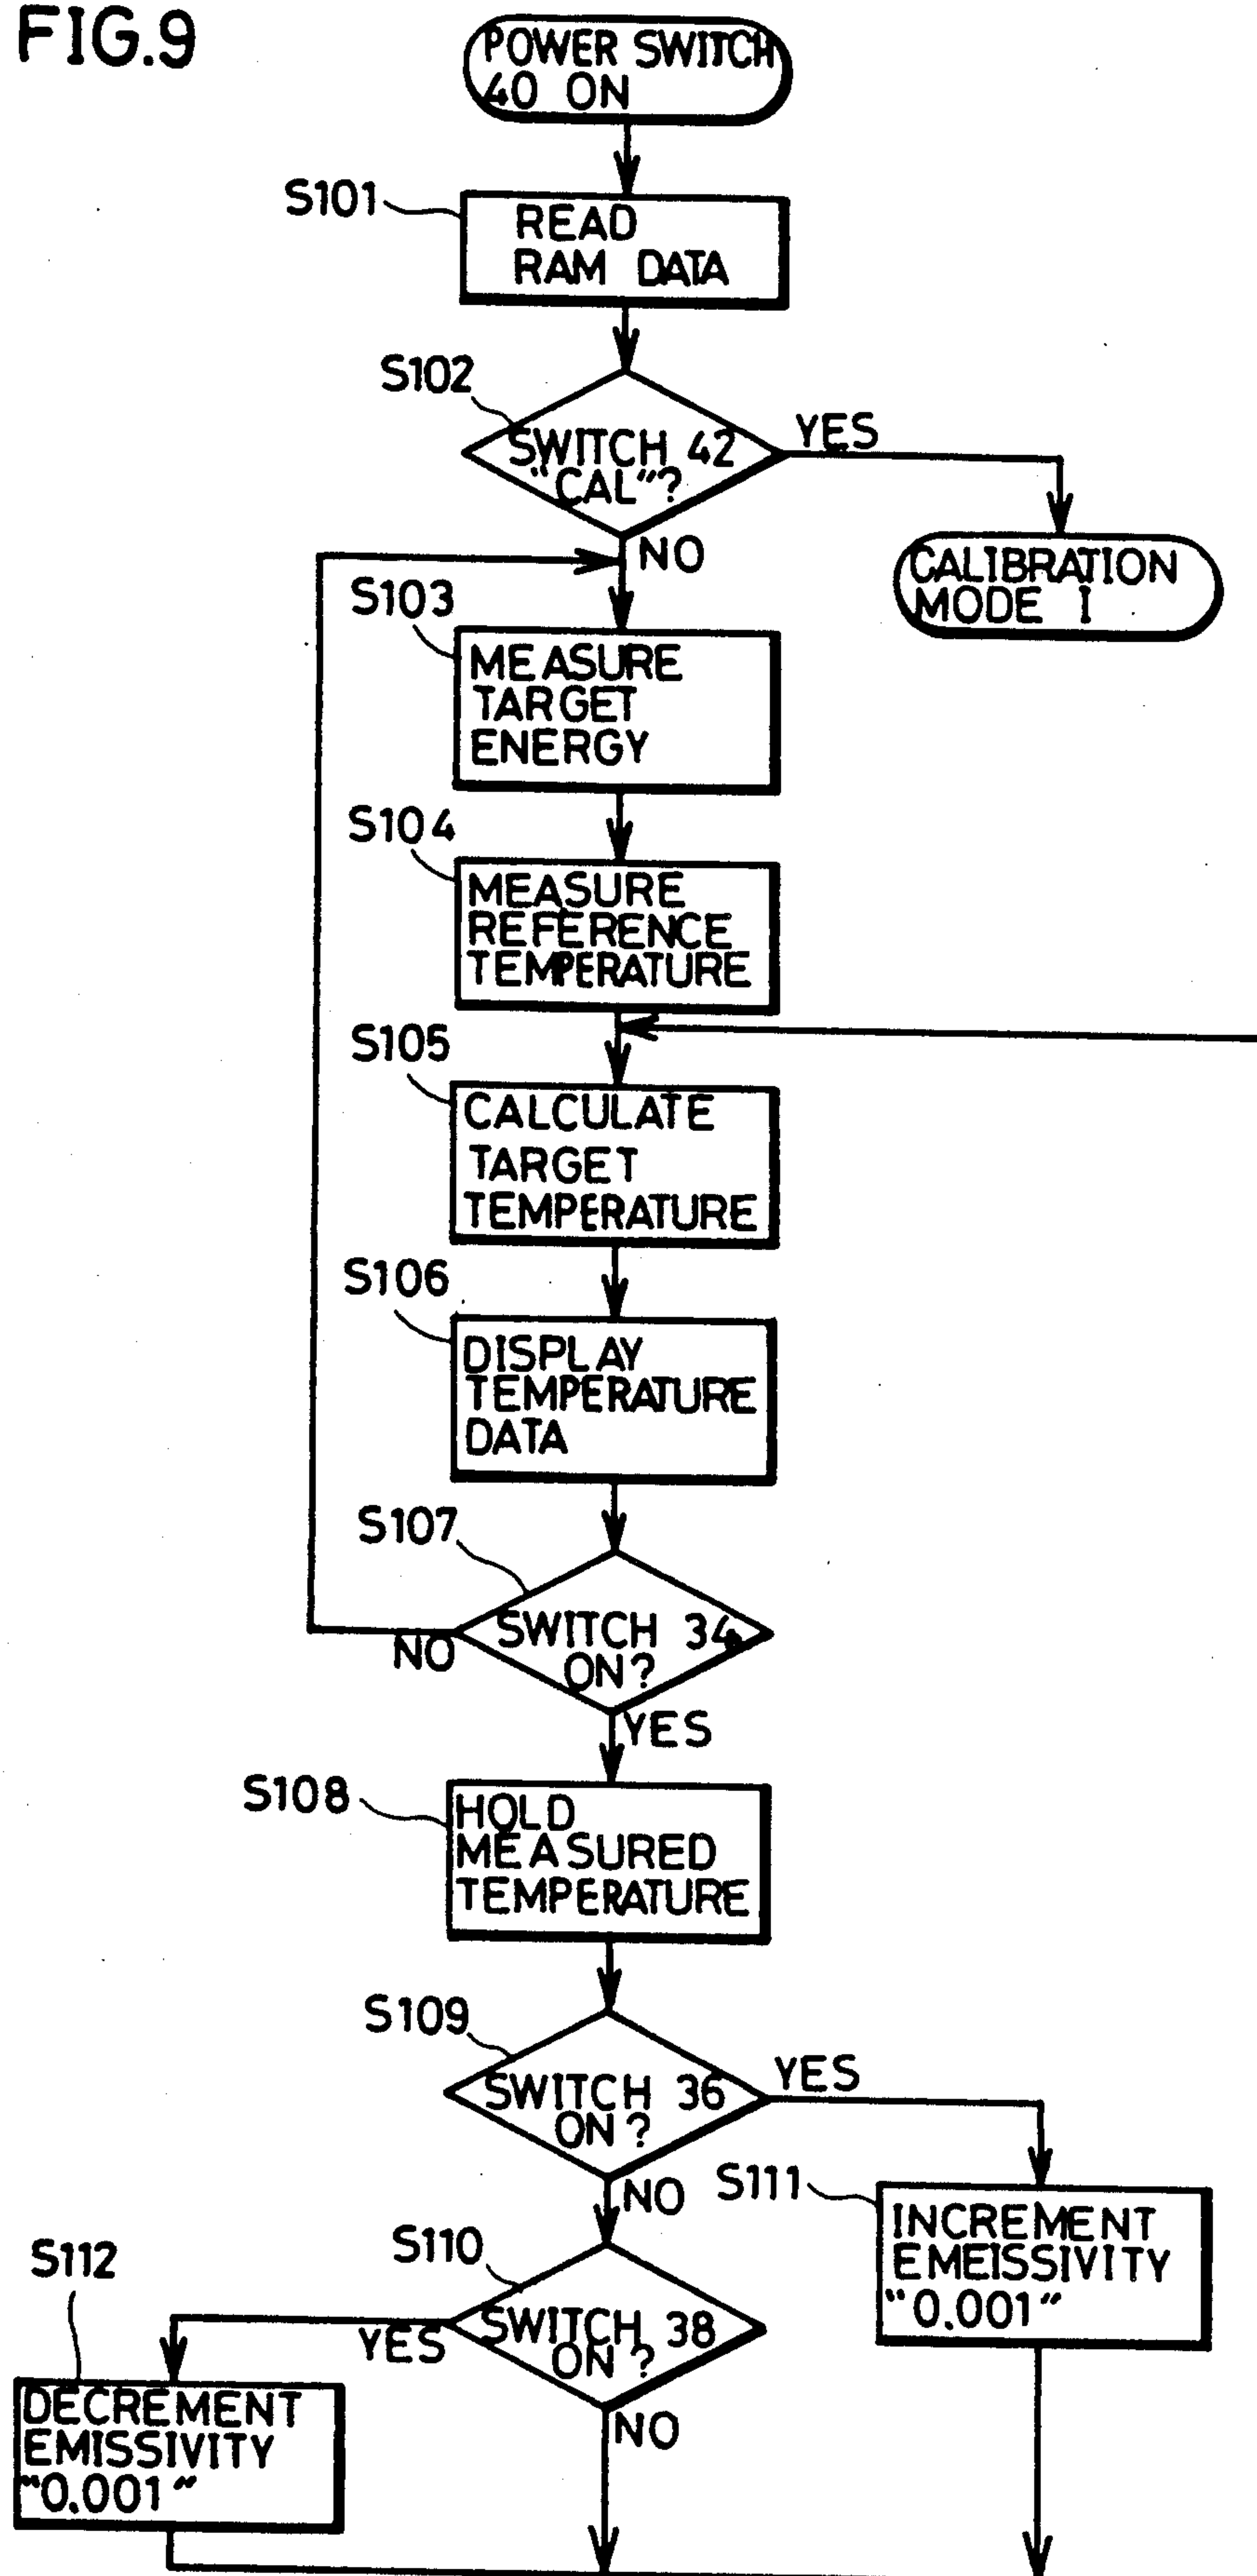 FIG.9
POWER SWITCH
40 ON
S101
READ
RAM DATA
S102
SWITCH 42
"CAL"?
YES
NO
CALIBRATION
MODE I
S103
MEASURE
TARGET
ENERGY
S104
MEASURE
REFERENCE
TEMPERATURE
S105
CALCULATE
TARGET
TEMPERATURE
S106
DISPLAY
TEMPERATURE
DATA
S107
SWITCH 34
ON?
NO
YES
S108
HOLD
MEASURED
TEMPERATURE
S109
SWITCH 36
ON?
YES
NO
S111
INCREMENT
EMEISSIVITY
"0.001"
S110
SWITCH 38
ON?
YES
NO
S112
DECREMENT
EMISSIVITY
"0.001"